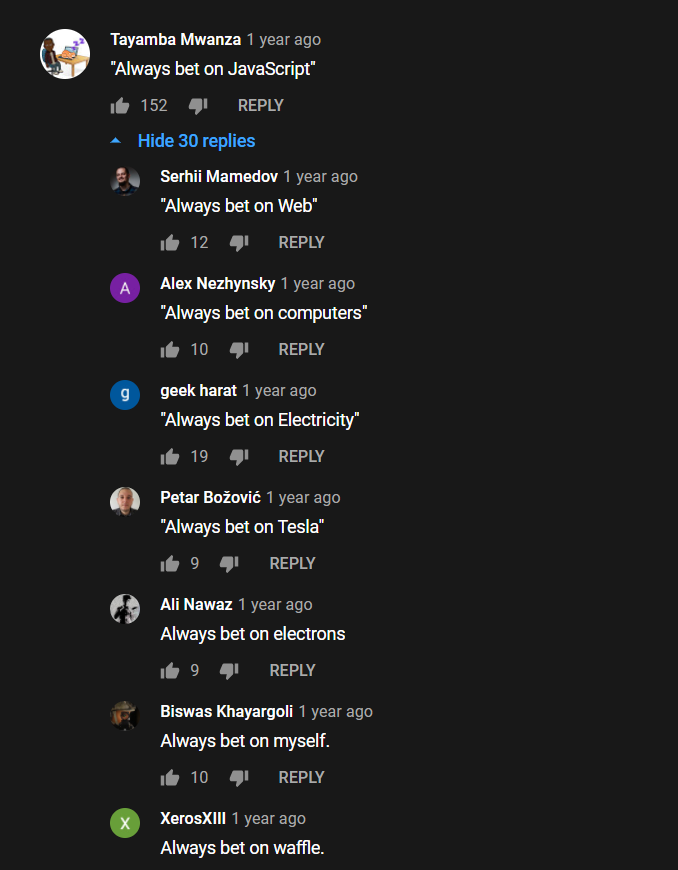 Tayamba Mwanza 1 year ago
"Always bet on JavaScript"
152 REPLY
Hide 30 replies
Serhii Mamedov 1 year ago
"Always bet on Web"
12 REPLY
A
Alex Nezhynsky 1 year ago
"Always bet on computers"
10 REPLY
g
geek harat 1 year ago
"Always bet on Electricity"
19 REPLY
Petar Božović 1 year ago
"Always bet on Tesla"
9 REPLY
Ali Nawaz 1 year ago
Always bet on electrons
9 REPLY
Biswas Khayargoli 1 year ago
Always bet on myself.
10 REPLY
X
XerosXIII 1 year ago
Always bet on waffle.